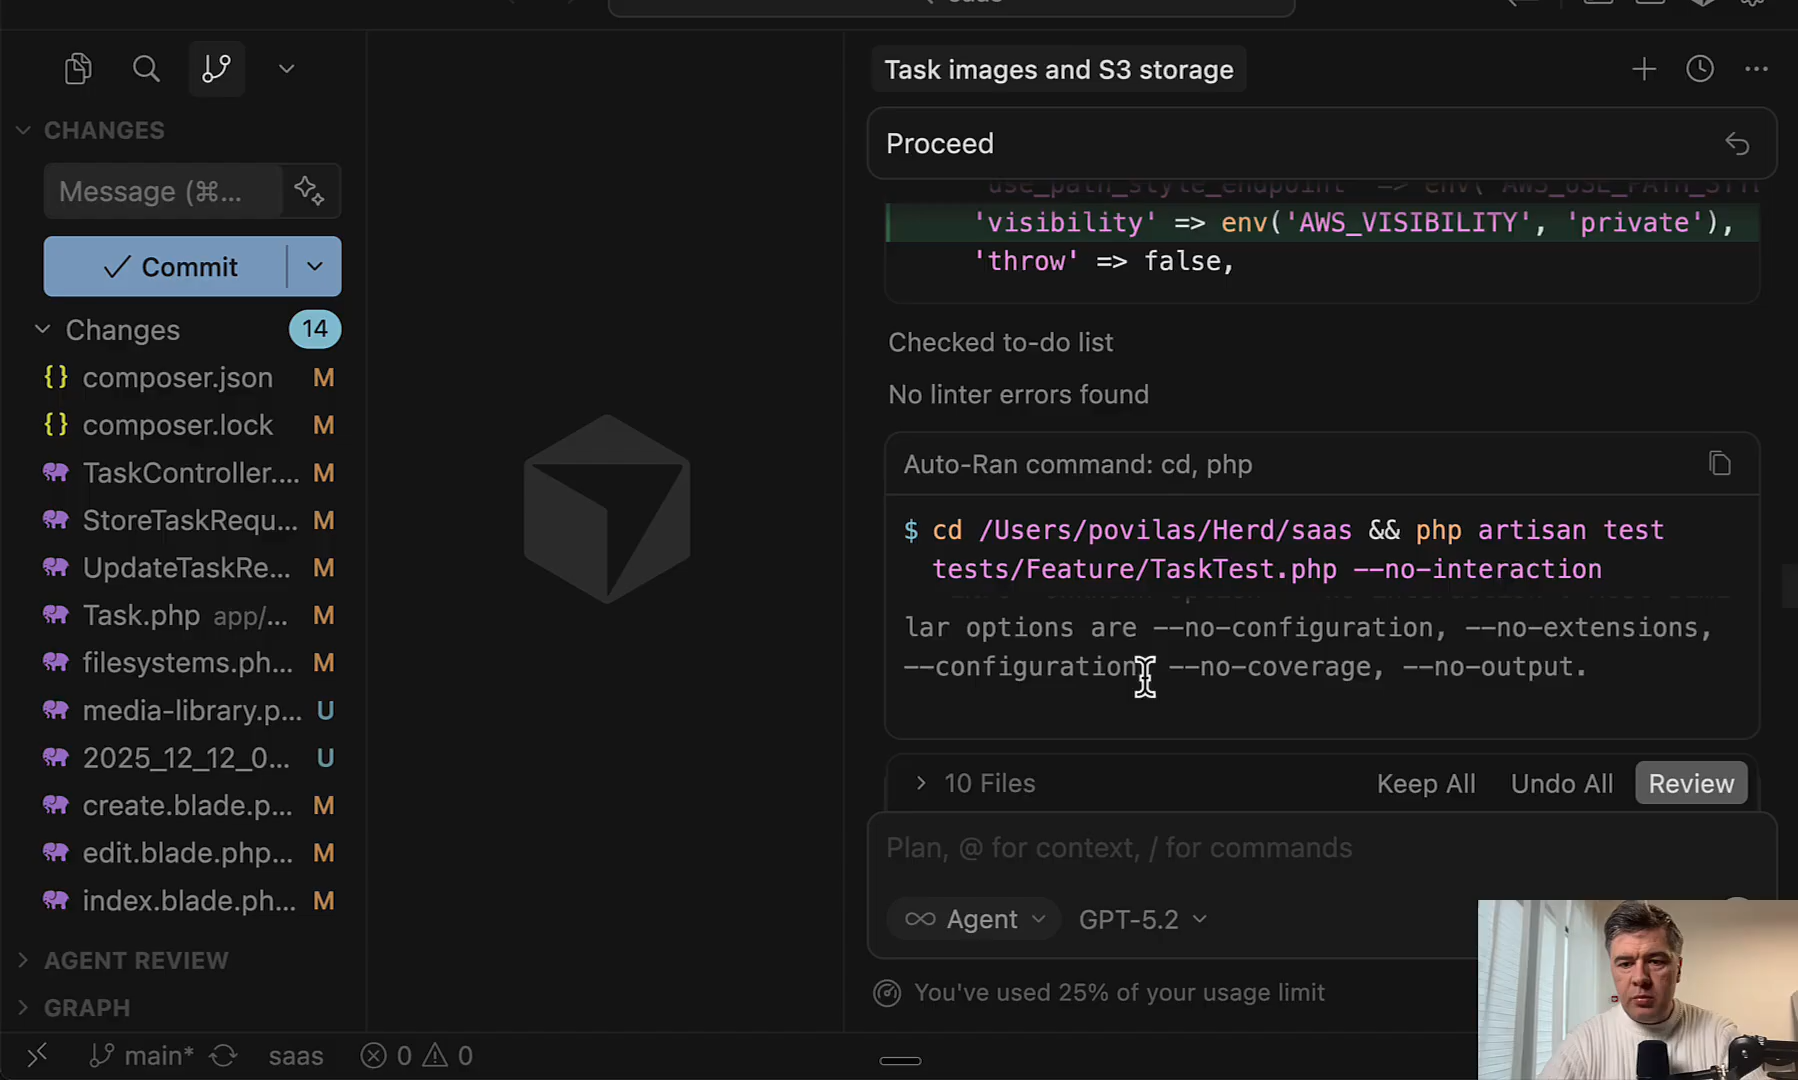 saas
Task images and S3 storage
CHANGES
Message (⌘...
Commit
Changes
14
composer.json M
composer.lock M
TaskController.... M
StoreTaskRequ... M
UpdateTaskRe... M
Task.php app/... M
filesystems.ph... M
media-library.p... U
2025_12_12_0... U
create.blade.p... M
edit.blade.php... M
index.blade.ph... M
AGENT REVIEW
GRAPH
main*
saas
0
0
Proceed
'use_path_style_endpoint' => env('AWS_USE_PATH_STYL
'visibility' => env('AWS_VISIBILITY', 'private'),
'throw' => false,
Checked to-do list
No linter errors found
Auto-Ran command: cd, php
$ cd /Users/povilas/Herd/saas && php artisan test
tests/Feature/TaskTest.php --no-interaction
lar options are --no-configuration, --no-extensions,
--configuration, --no-coverage, --no-output.
10 Files
Keep All
Undo All
Review
Plan, @ for context, / for commands
Agent
GPT-5.2
You've used 25% of your usage limit